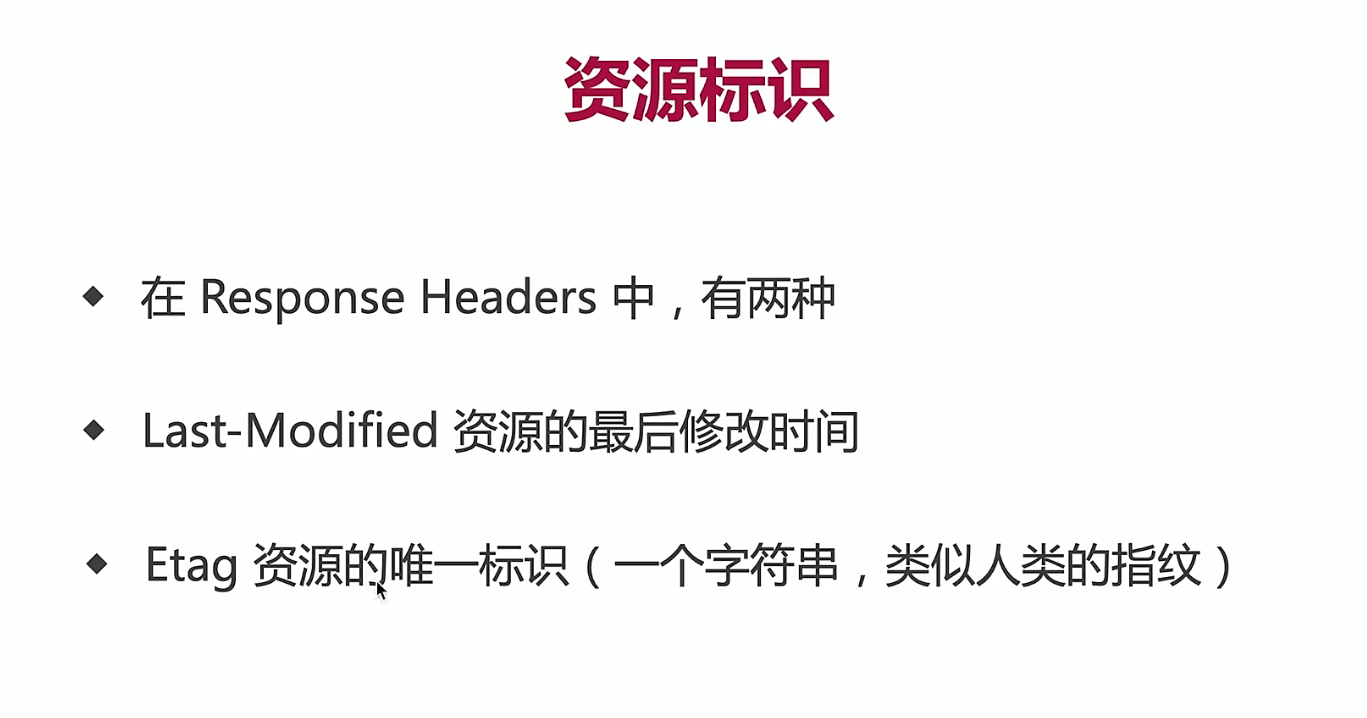 资源标识
在 Response Headers 中，有两种
Last-Modified 资源的最后修改时间
Etag 资源的唯一标识（一个字符串，类似人类的指纹）